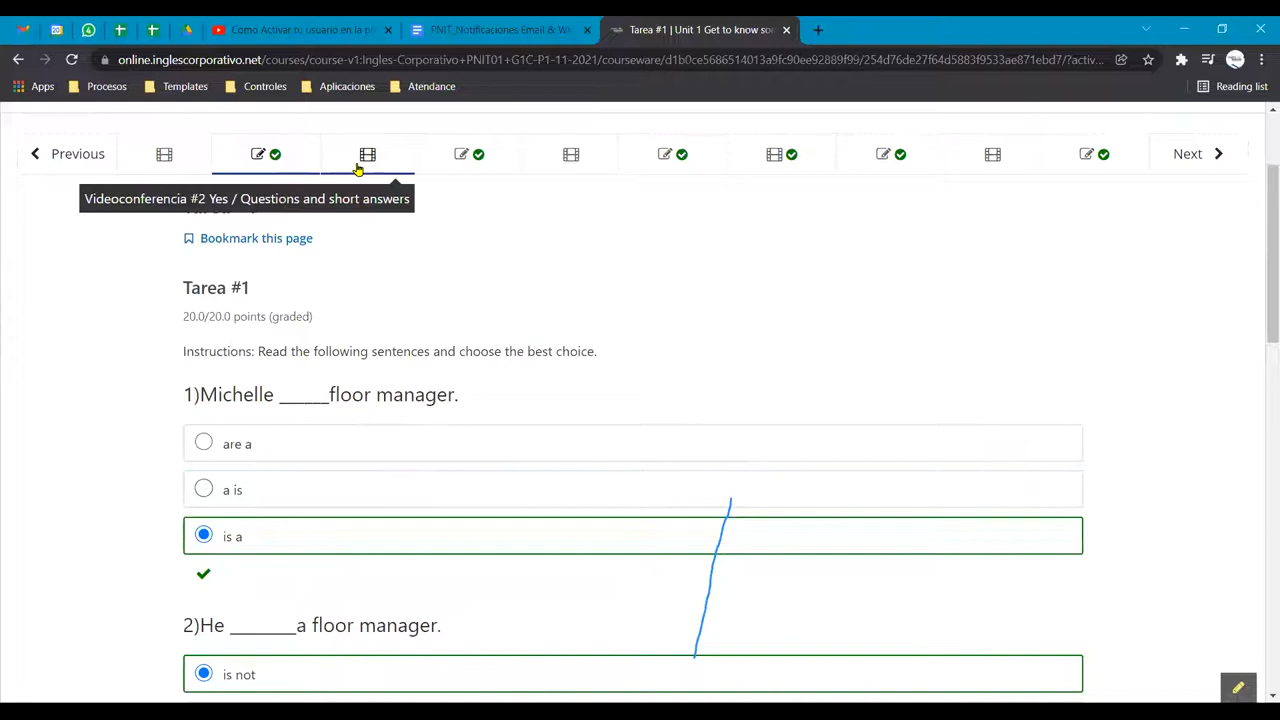 Como Activar tu usuario en la p
PNIT_Notificaciones Email & Wh
Tarea #1 | Unit 1 Get to know sor
online.inglescorporativo.net/courses/course-v1:Ingles-Corporativo+PNIT01+G1C-P1-11-2021/courseware/d1b0ce5686514013a9fc90ee92889f99/254d76de27f64d5883f9533ae871ebd7/?activ...
Apps Procesos Templates Controles Aplicaciones Atendance Reading list
Previous Next
Videoconferencia #2 Yes / Questions and short answers
Bookmark this page
Tarea #1
20.0/20.0 points (graded)
Instructions: Read the following sentences and choose the best choice.
1)Michelle ______floor manager.
are a
a is
is a
2)He ________a floor manager.
is not